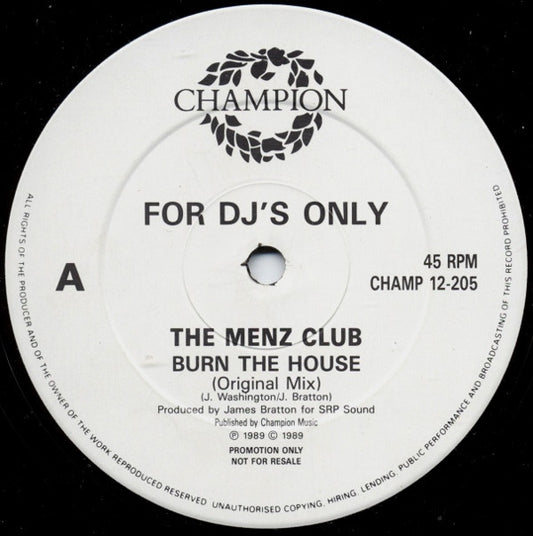 CHAMPION
FOR DJ'S ONLY
A
45 RPM
CHAMP 12-205
THE MENZ CLUB
BURN THE HOUSE
(Original Mix)
(J. Washington/J. Bratton)
Produced by James Bratton for SRP Sound
Published by Champion Music
℗ 1989 © 1989
PROMOTION ONLY
NOT FOR RESALE
ALL RIGHTS OF THE PRODUCER AND OF THE OWNER OF THE WORK REPRODUCED RESERVED UNAUTHORISED COPYING, HIRING, LENDING, PUBLIC PERFORMANCE AND BROADCASTING OF THIS RECORD PROHIBITED